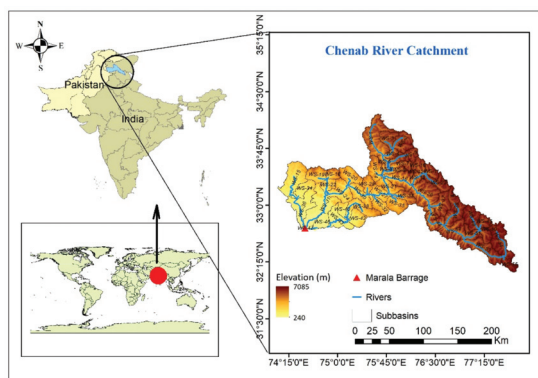 N
W E
S
Pakistan
India
Chenab River Catchment
35°15'0"N
34°30'0"N
33°45'0"N
33°0'0"N
32°15'0"N
31°30'0"N
Elevation (m)
7085
240
Marala Barrage
Rivers
Subbasins
0 25 50 100 150 200
Km
74°15'0"E 75°0'0"E 75°45'0"E 76°30'0"E 77°15'0"E